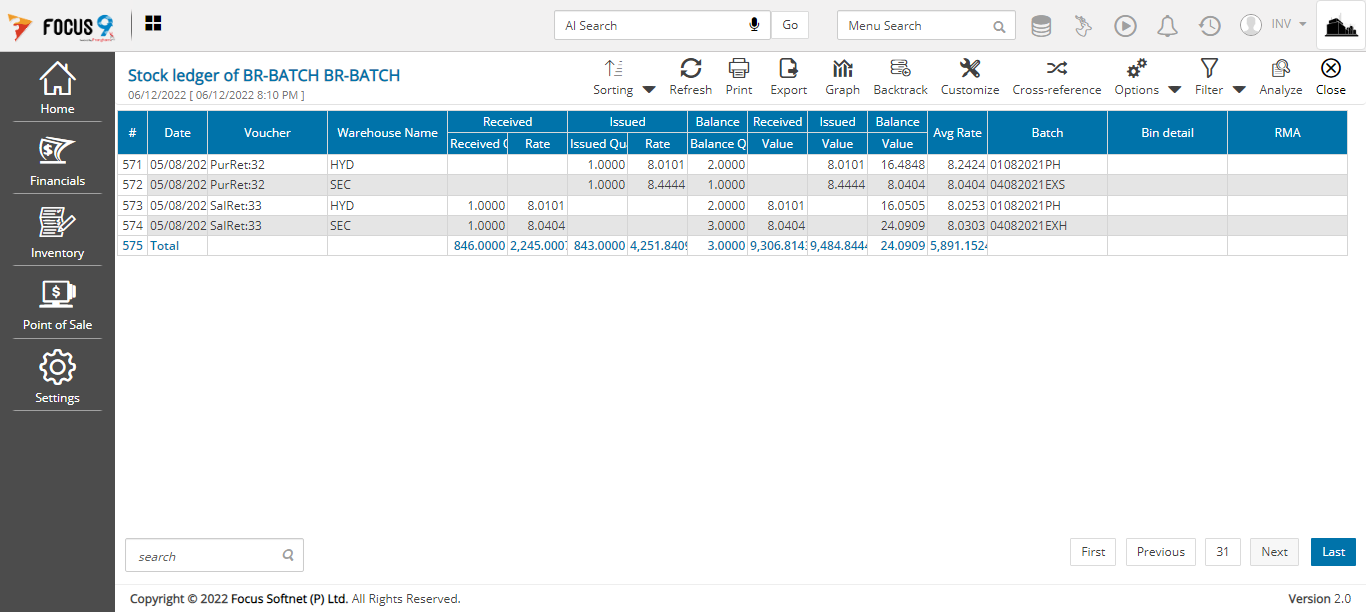 FOCUS 9
AI Search
Go
Menu Search
INV
Home
Financials
Inventory
Point of Sale
Settings
Stock ledger of BR-BATCH BR-BATCH
06/12/2022 [ 06/12/2022 8:10 PM ]
Sorting Refresh Print Export Graph Backtrack Customize Cross-reference Options Filter Analyze Close
# Date Voucher Warehouse Name Received Issued Balance Received Issued Balance Avg Rate Batch Bin detail RMA
Received Q Rate Issued Qua Rate Balance Q Value Value Value
571 05/08/202 PurRet:32 HYD 1.0000 8.0101 2.0000 8.0101 16.4848 8.2424 01082021PH
572 05/08/202 PurRet:32 SEC 1.0000 8.4444 1.0000 8.4444 8.0404 8.0404 04082021EXS
573 05/08/202 SalRet:33 HYD 1.0000 8.0101 2.0000 8.0101 16.0505 8.0253 01082021PH
574 05/08/202 SalRet:33 SEC 1.0000 8.0404 3.0000 8.0404 24.0909 8.0303 04082021EXH
575 Total 846.0000 2,245.0007 843.0000 4,251.8409 3.0000 9,306.8143 9,484.8444 24.0909 5,891.1524
search
First Previous 31 Next Last
Copyright © 2022 Focus Softnet (P) Ltd. All Rights Reserved.
Version 2.0